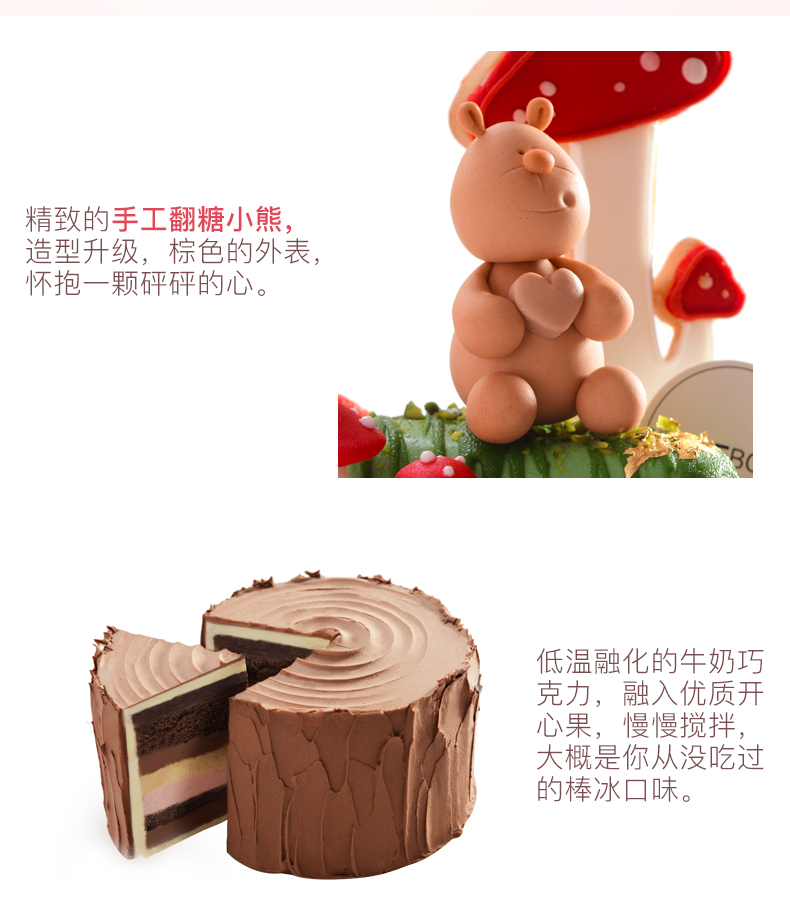 精致的手工翻糖小熊，
造型升级，棕色的外表，
怀抱一颗砰砰的心。
低温融化的牛奶巧
克力，融入优质开
心果，慢慢搅拌，
大概是你从没吃过
的棒冰口味。